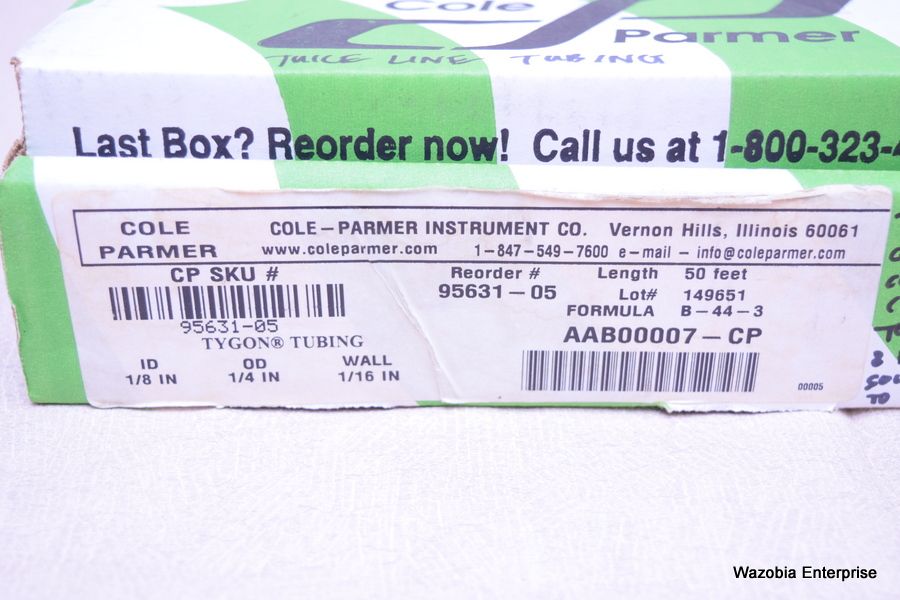 Cole
Parmer
JUICE LINE TUBING
Last Box? Reorder now! Call us at 1-800-323-
COLE PARMER
COLE-PARMER INSTRUMENT CO. Vernon Hills, Illinois 60061
www.coleparmer.com 1-847-549-7600 e-mail - info@coleparmer.com
CP SKU #
95631-05
TYGON® TUBING
ID OD WALL
1/8 IN 1/4 IN 1/16 IN
Reorder # Length 50 feet
95631-05 Lot# 149651
FORMULA B-44-3
AAB00007-CP
00005
TO
Wazobia Enterprise